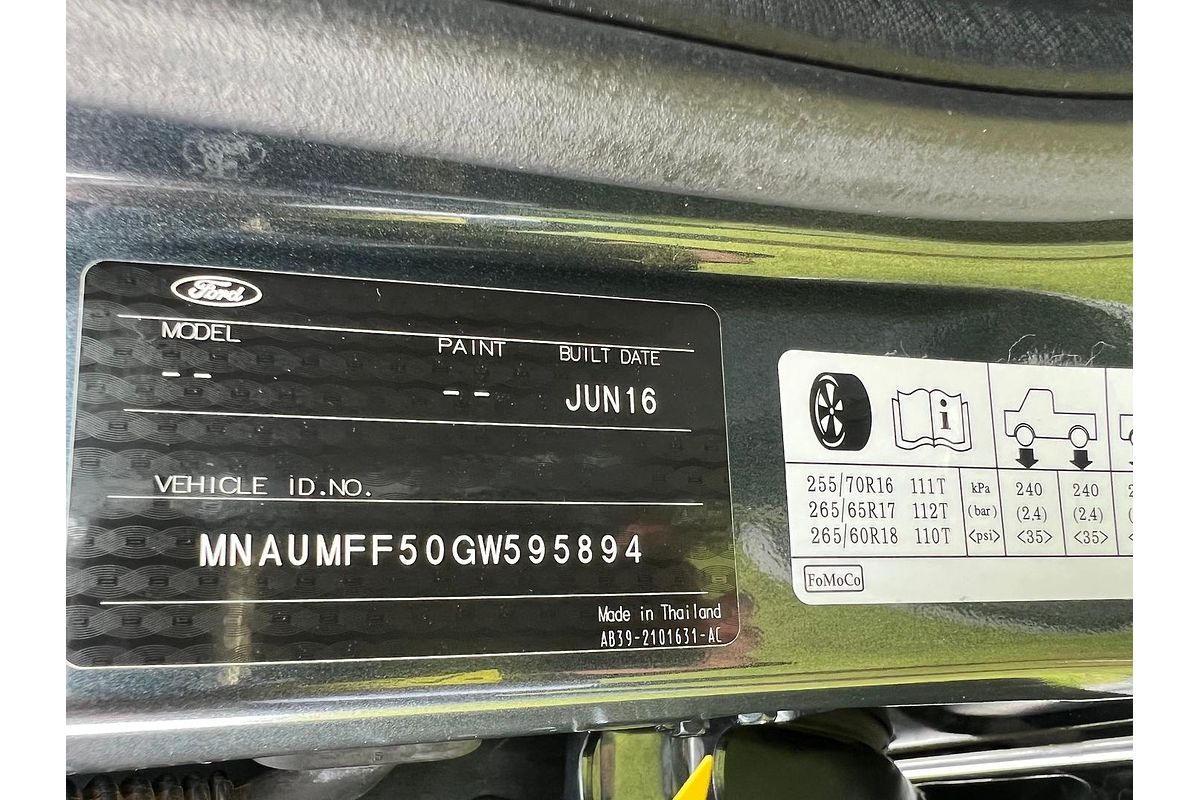 Ford
MODEL PAINT BUILT DATE
-- -- JUN16
VEHICLE ID.NO.
MNAUMFF50GW595894
Made in Thailand
AB39-2101631-AC
i
255/70R16 111T kPa 240 240
265/65R17 112T (bar) (2.4) (2.4)
265/60R18 110T <psi> <35> <35>
FoMoCo